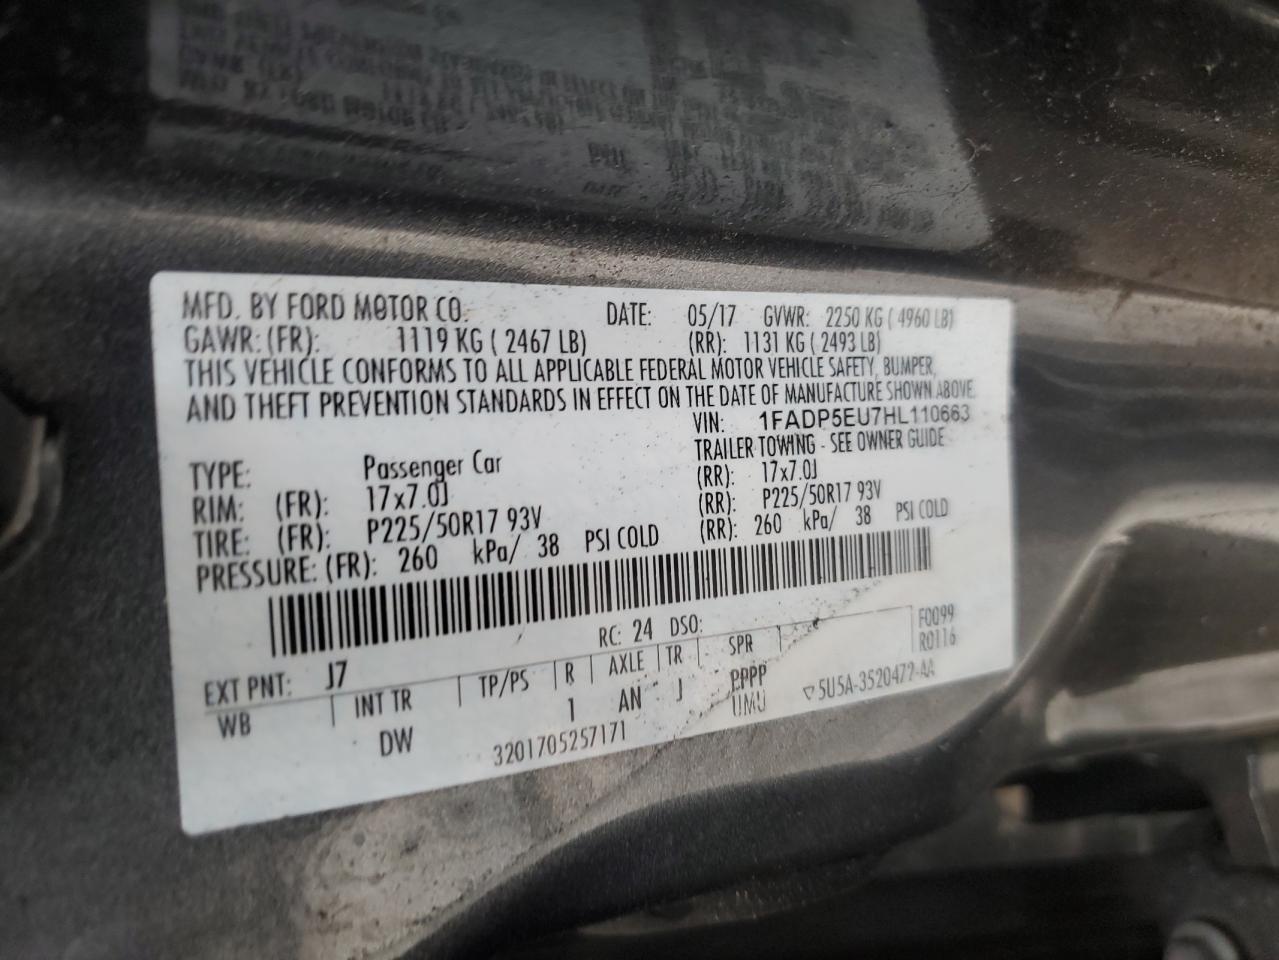 MFD. BY FORD MOTOR CO. DATE: 05/17 GVWR: 2250 KG ( 4960 LB)
GAWR: (FR): 1119 KG ( 2467 LB) (RR): 1131 KG ( 2493 LB)
THIS VEHICLE CONFORMS TO ALL APPLICABLE FEDERAL MOTOR VEHICLE SAFETY, BUMPER,
AND THEFT PREVENTION STANDARDS IN EFFECT ON THE DATE OF MANUFACTURE SHOWN ABOVE.
VIN: 1FADP5EU7HL110663
TYPE: Passenger Car TRAILER TOWING - SEE OWNER GUIDE
RIM: (FR): 17x7.0J (RR): 17x7.0J
TIRE: (FR): P225/50R17 93V (RR): P225/50R17 93V
PRESSURE: (FR): 260 kPa/ 38 PSI COLD (RR): 260 kPa/ 38 PSI COLD
RC: 24 DSO: F0099
EXT PNT: J7 R0116
WB INT TR TP/PS R AXLE TR SPR
DW 1 AN J PPPP 5U5A-3520472-AA
3201705257171 UMU